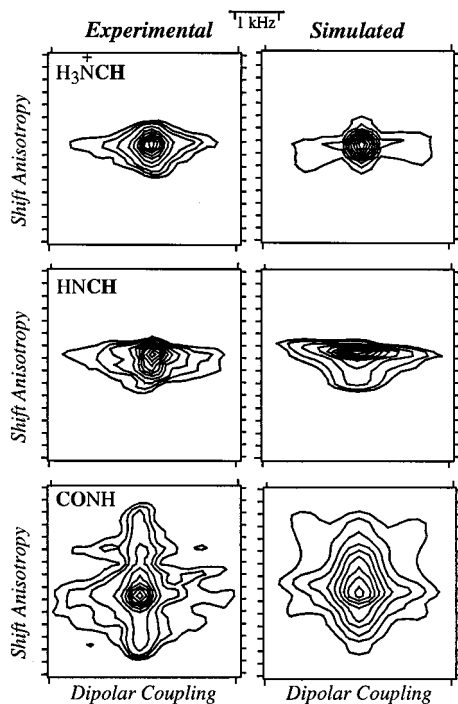 Experimental
1 kHz
Simulated
H3N+CH
Shift Anisotropy
HNCH
Shift Anisotropy
CONH
Shift Anisotropy
Dipolar Coupling
Dipolar Coupling